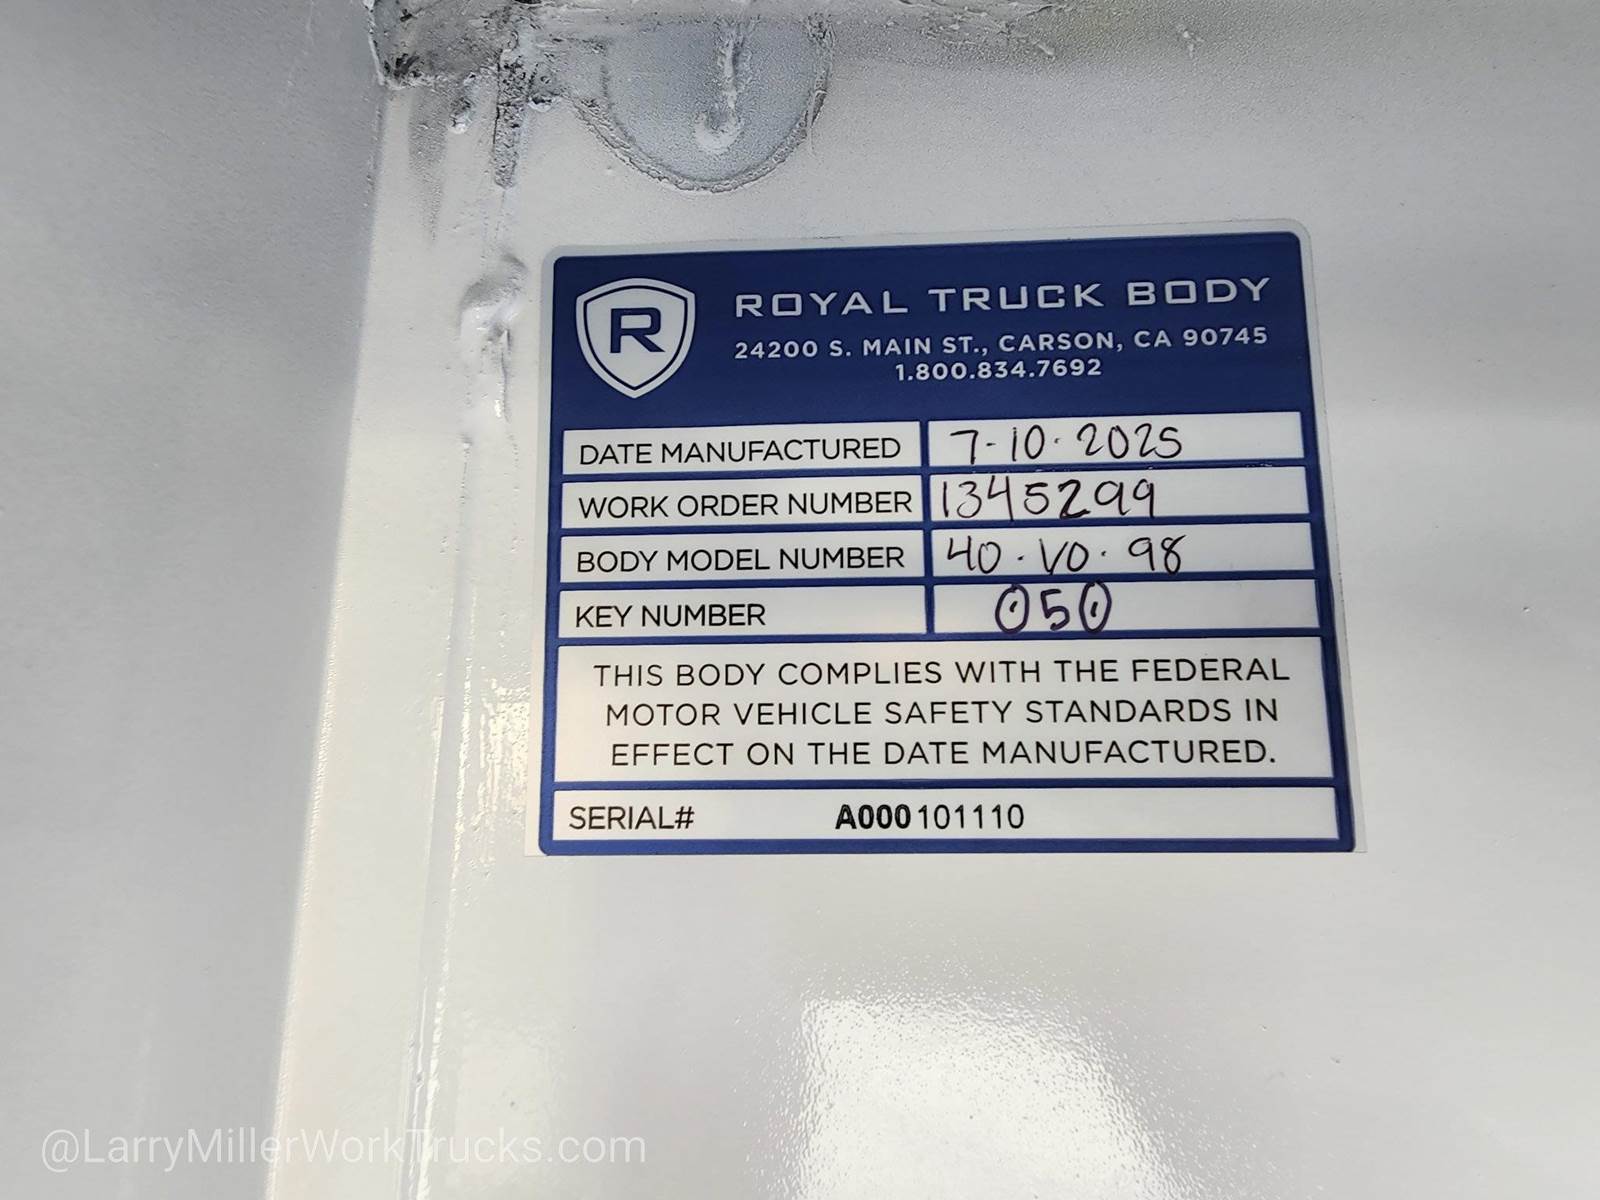 R
ROYAL TRUCK BODY
24200 S. MAIN ST., CARSON, CA 90745
1.800.834.7692
DATE MANUFACTURED 7-10-2025
WORK ORDER NUMBER 1345299
BODY MODEL NUMBER 40-VO-98
KEY NUMBER 050
THIS BODY COMPLIES WITH THE FEDERAL
MOTOR VEHICLE SAFETY STANDARDS IN
EFFECT ON THE DATE MANUFACTURED.
SERIAL# A000101110
@LarryMillerWorkTrucks.com